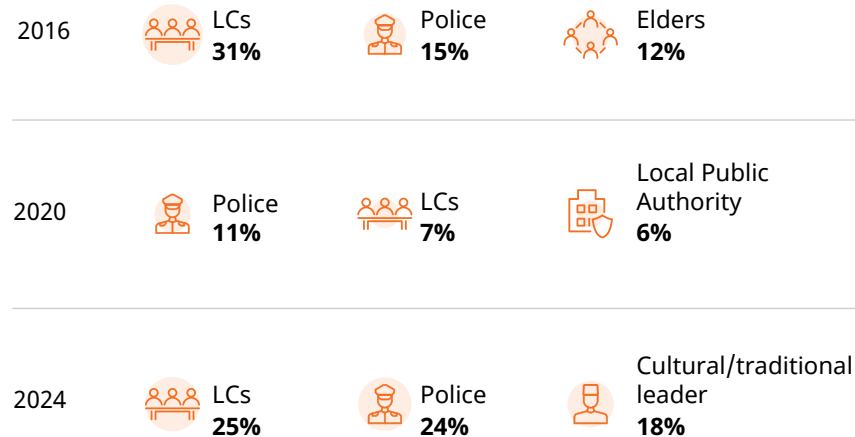 2016
LCs
31%
Police
15%
Elders
12%
2020
Police
11%
LCs
7%
Local Public
Authority
6%
2024
LCs
25%
Police
24%
Cultural/traditional
leader
18%